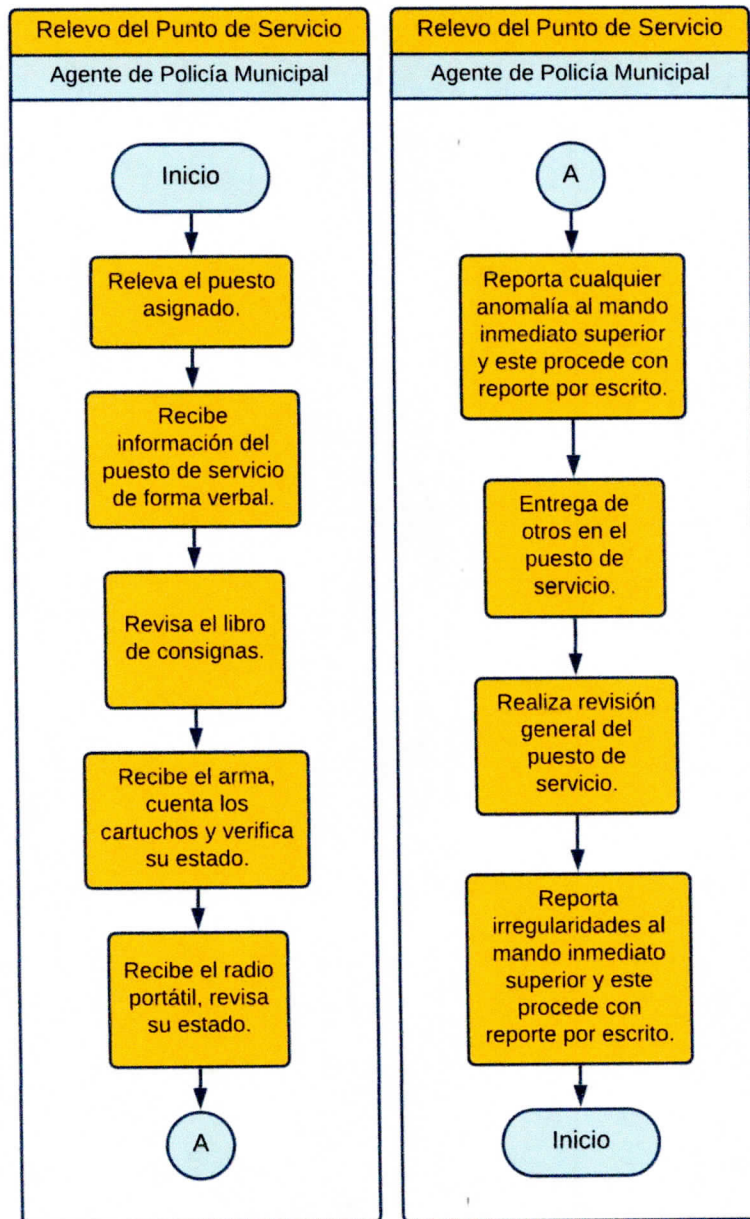 Relevo del Punto de Servicio
Agente de Policía Municipal
Inicio
Releva el puesto
asignado.
Recibe
información del
puesto de servicio
de forma verbal.
Revisa el libro
de consignas.
Recibe el arma,
cuenta los
cartuchos y verifica
su estado.
Recibe el radio
portátil, revisa
su estado.
A
Relevo del Punto de Servicio
Agente de Policía Municipal
A
Reporta cualquier
anomalía al mando
inmediato superior
y este procede con
reporte por escrito.
Entrega de
otros en el
puesto de
servicio.
Realiza revisión
general del
puesto de
servicio.
Reporta
irregularidades al
mando inmediato
superior y este
procede con
reporte por escrito.
Inicio